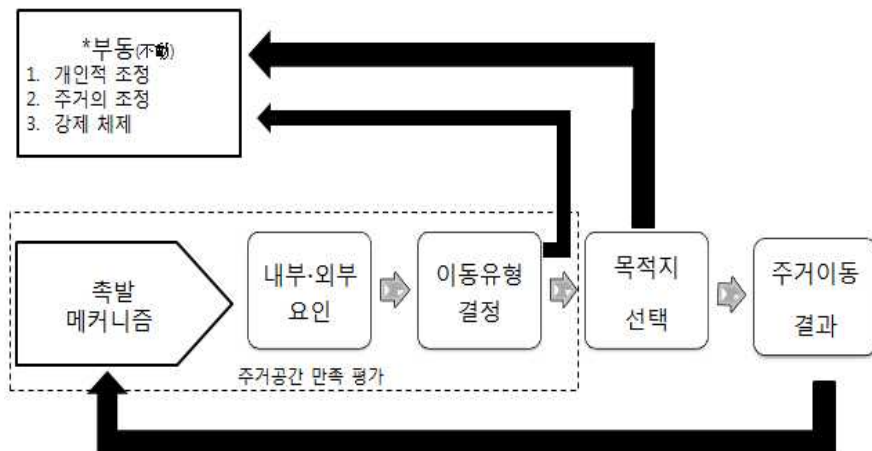 *부동(不動)
1. 개인적 조정
2. 주거의 조정
3. 강제 체제
촉발
메커니즘
내부·외부
요인
이동유형
결정
목적지
선택
주거이동
결과
주거공간 만족 평가